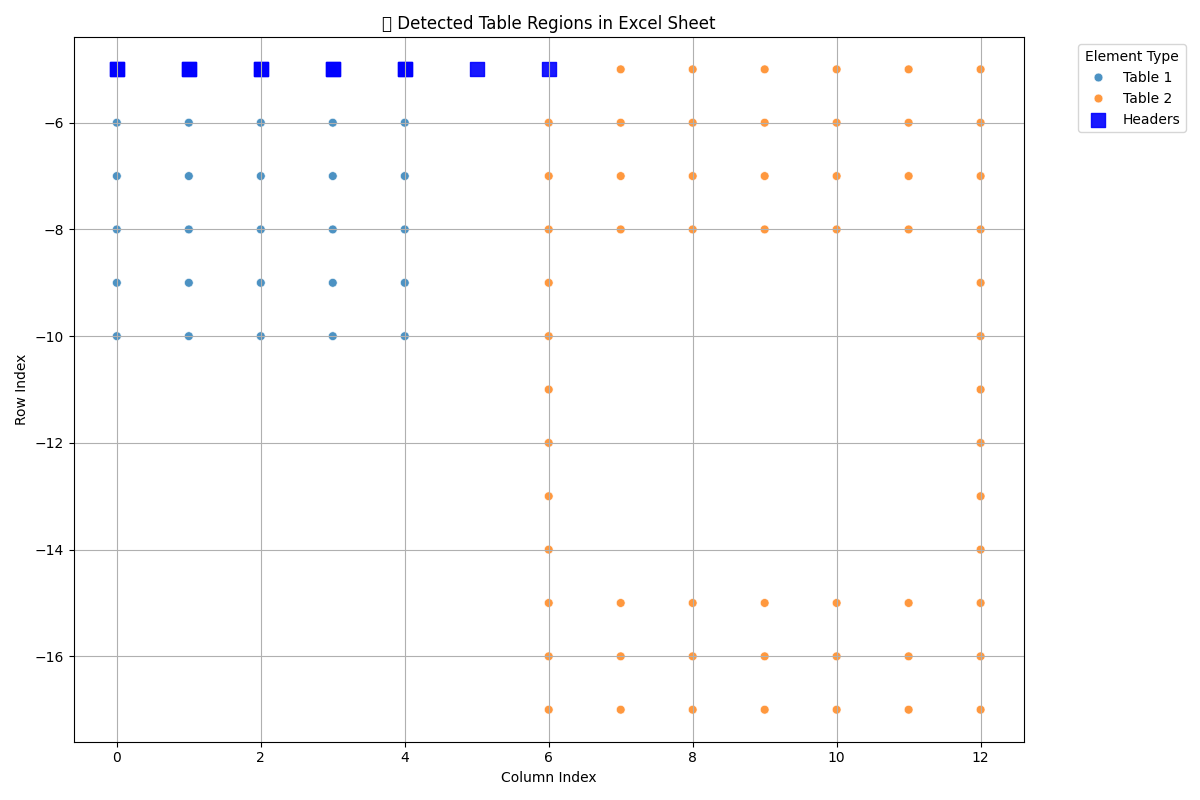 Detected Table Regions in Excel Sheet
Element Type
Table 1
Table 2
Headers
−6
−8
−10
−12
−14
−16
Row Index
0 2 4 6 8 10 12
Column Index